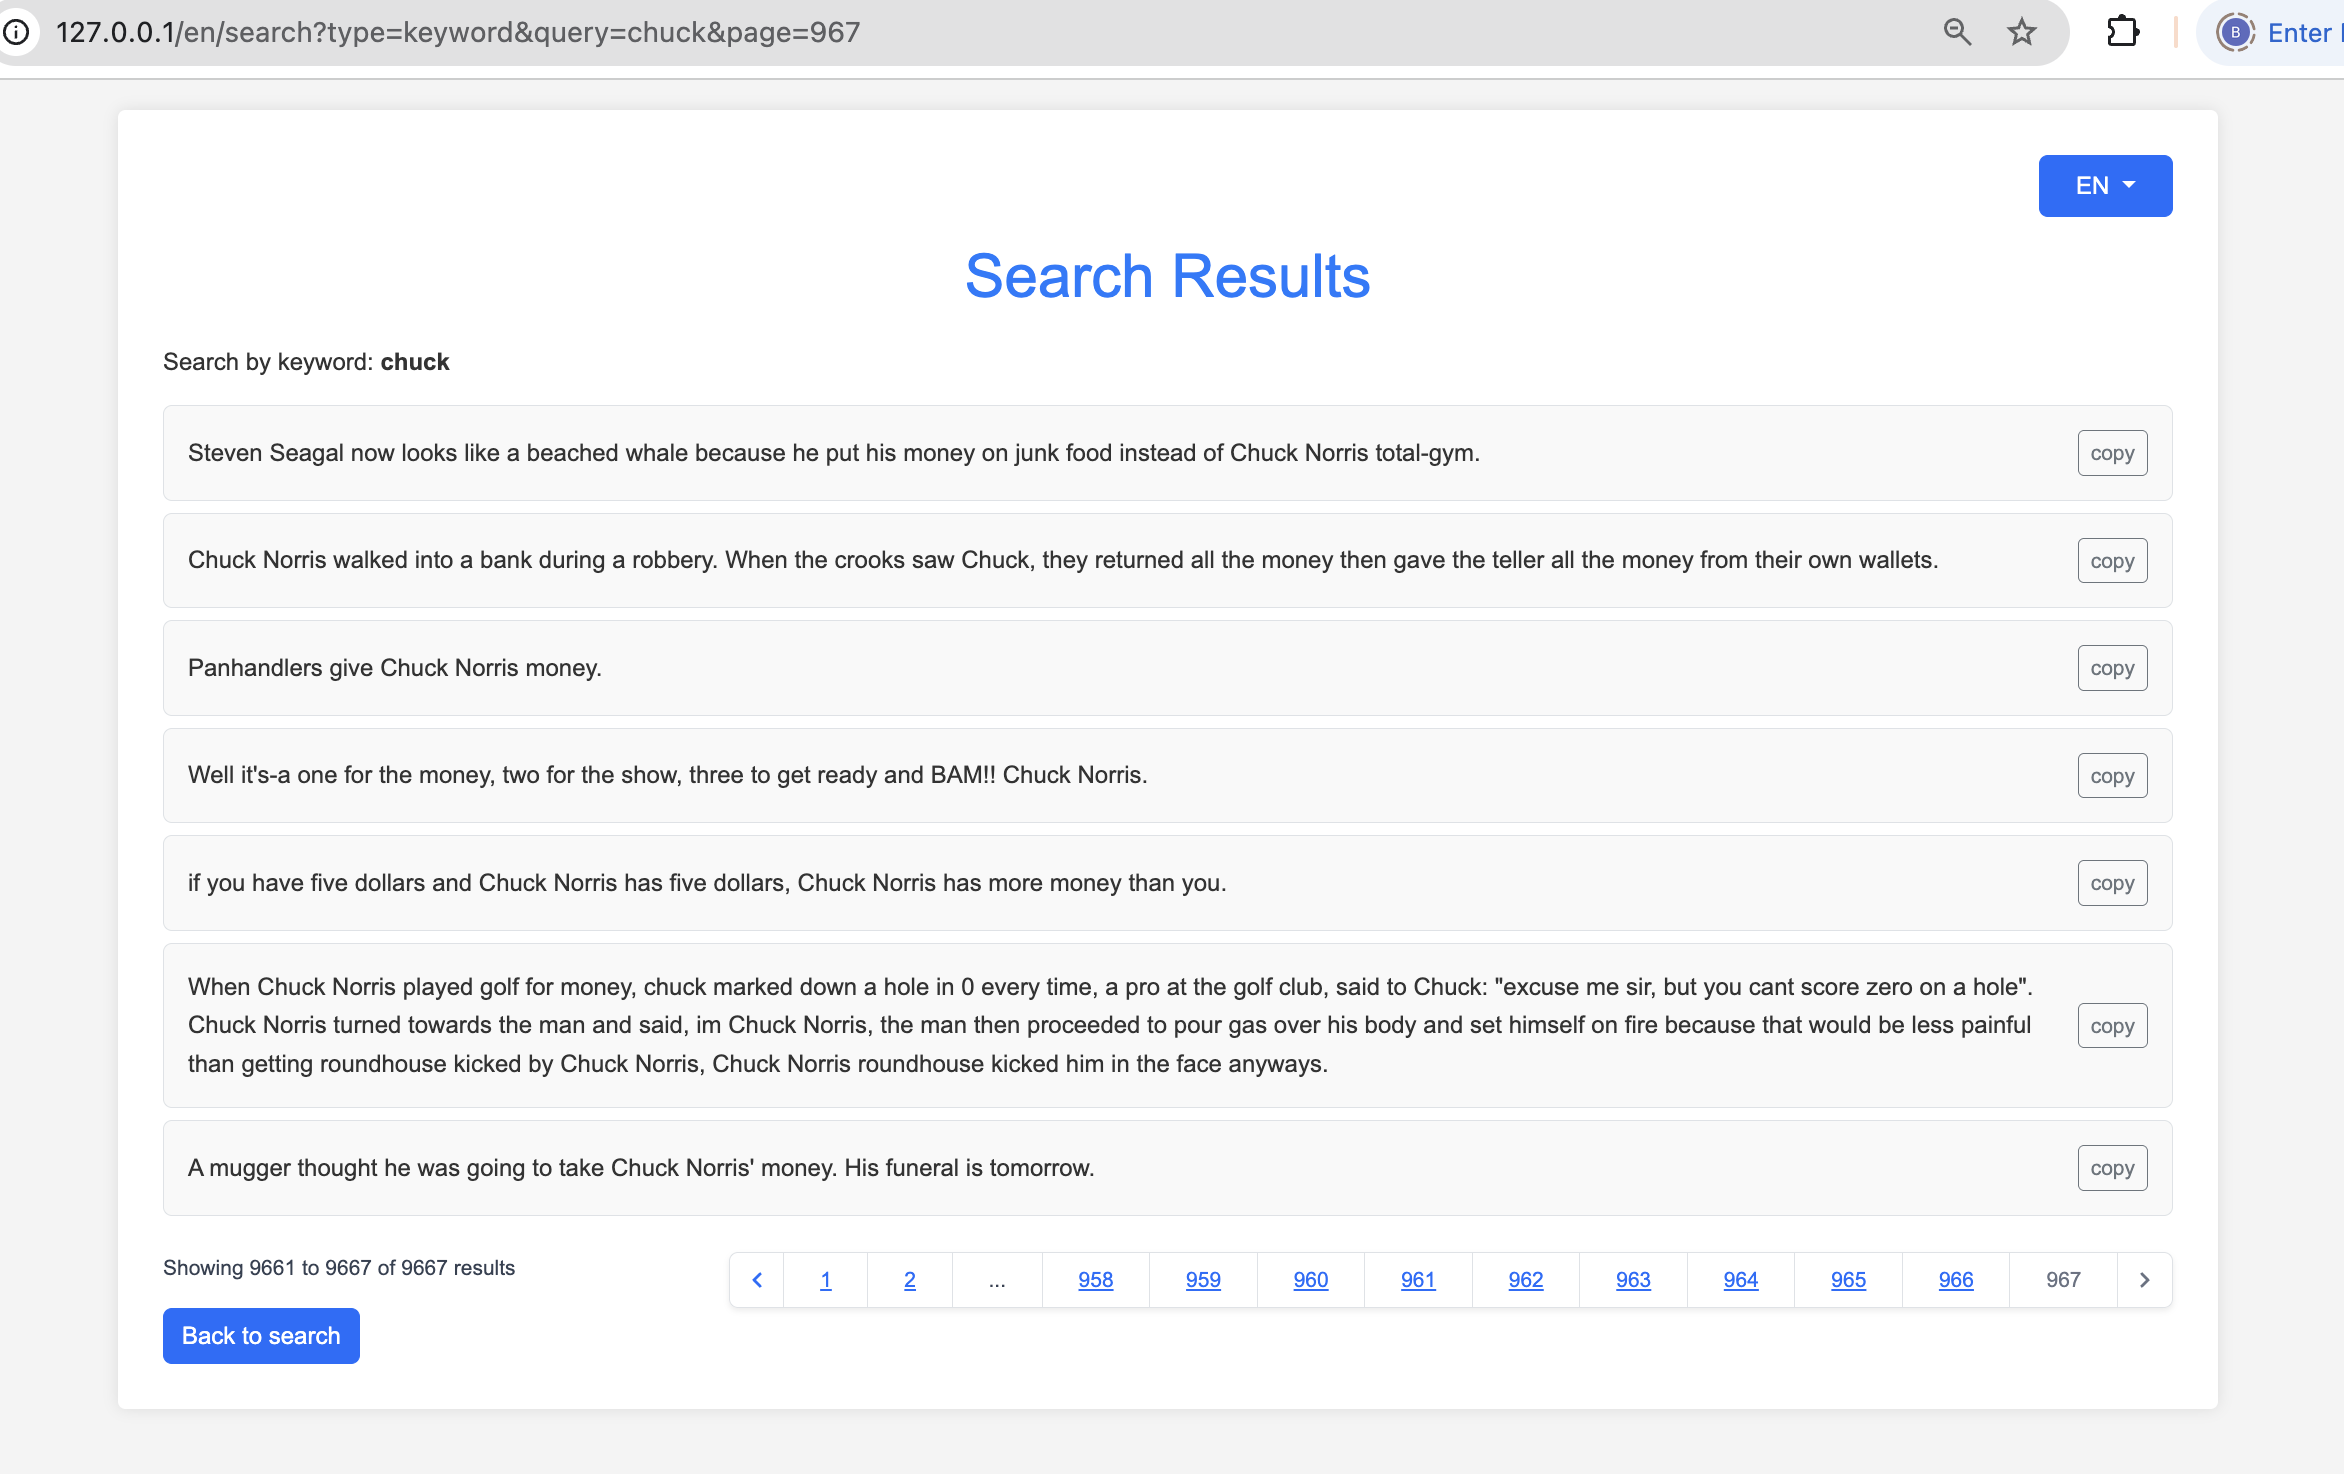 127.0.0.1/en/search?type=keyword&query=chuck&page=967
B
Enter
EN
Search Results
Search by keyword: chuck
Steven Seagal now looks like a beached whale because he put his money on junk food instead of Chuck Norris total-gym.
copy
Chuck Norris walked into a bank during a robbery. When the crooks saw Chuck, they returned all the money then gave the teller all the money from their own wallets.
copy
Panhandlers give Chuck Norris money.
copy
Well it's-a one for the money, two for the show, three to get ready and BAM!! Chuck Norris.
copy
if you have five dollars and Chuck Norris has five dollars, Chuck Norris has more money than you.
copy
When Chuck Norris played golf for money, chuck marked down a hole in 0 every time, a pro at the golf club, said to Chuck: "excuse me sir, but you cant score zero on a hole".
Chuck Norris turned towards the man and said, im Chuck Norris, the man then proceeded to pour gas over his body and set himself on fire because that would be less painful
than getting roundhouse kicked by Chuck Norris, Chuck Norris roundhouse kicked him in the face anyways.
copy
A mugger thought he was going to take Chuck Norris' money. His funeral is tomorrow.
copy
Showing 9661 to 9667 of 9667 results
1 2 ... 958 959 960 961 962 963 964 965 966 967
Back to search